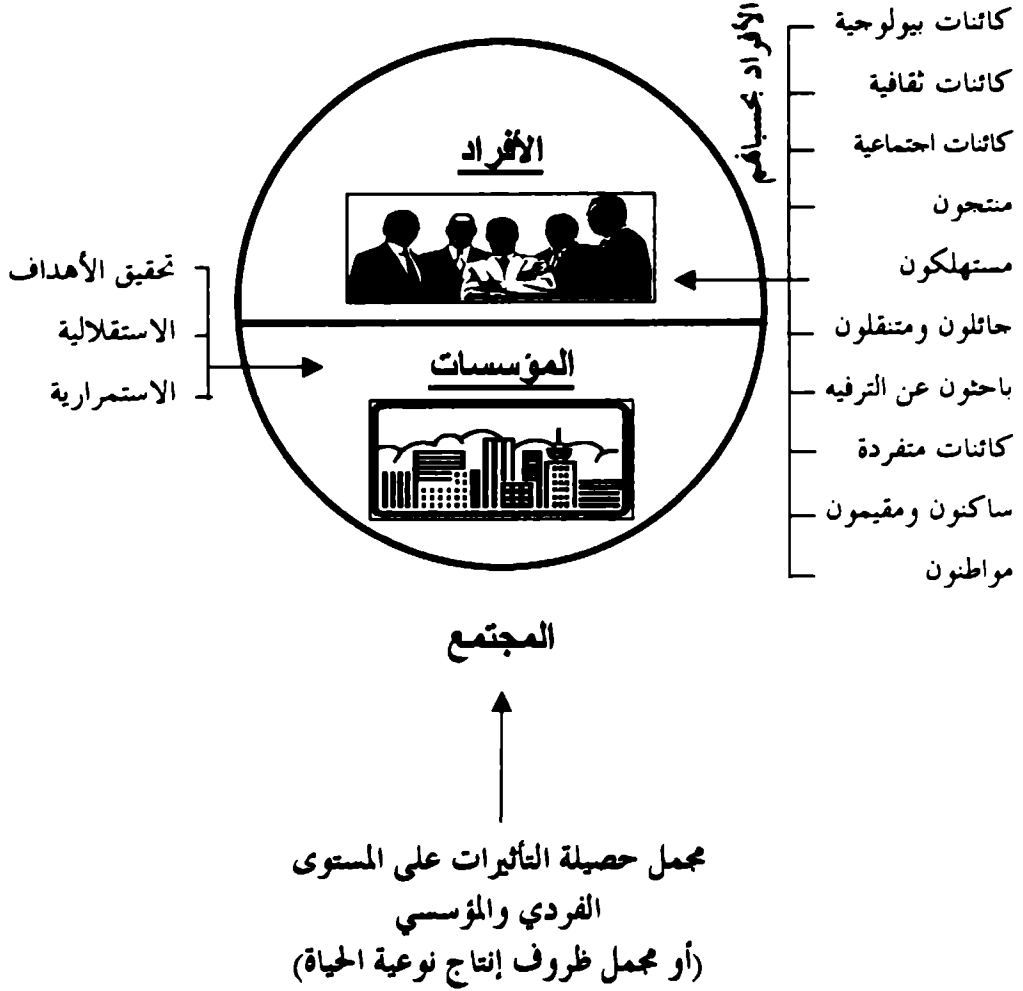 الأفراد بحسباهم
كائنات بيولوجية
كائنات ثقافية
كائنات اجتماعية
منتجون
مستهلكون
جائلون ومتنقلون
باحثون عن الترفيه
كائنات متفردة
ساكنون ومقيمون
مواطنون
الأفراد
المؤسسات
تحقيق الأهداف
الاستقلالية
الاستمرارية
المجتمع
مجمل حصيلة التأثيرات على المستوى
الفردي والمؤسسي
(أو مجمل ظروف إنتاج نوعية الحياة)